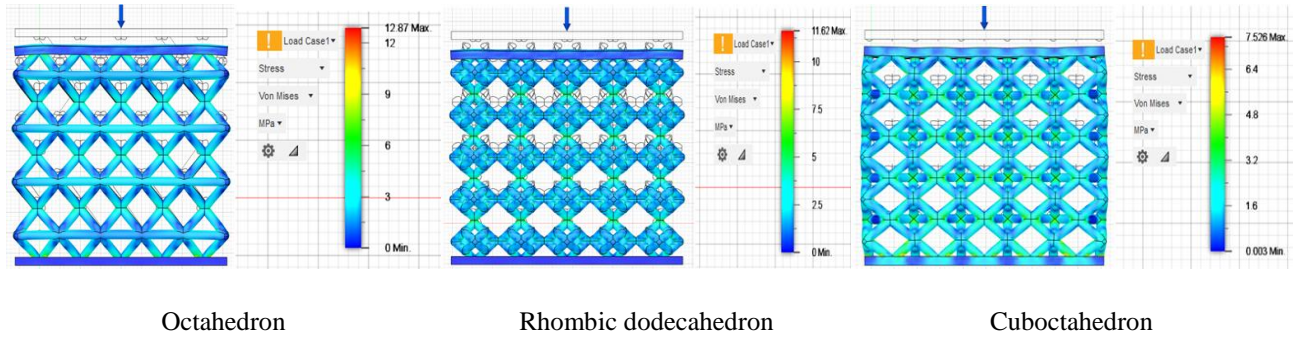 12.87 Max.
Load Case1
12
Stress
9
Von Mises
MPa
6
3
0 Min.
11.62 Max.
Load Case1
10
Stress
7.5
Von Mises
MPa
5
2.5
0 Min.
7.526 Max.
Load Case1
6.4
Stress
Von Mises
4.8
MPa
3.2
1.6
0.003 Min.
Octahedron
Rhombic dodecahedron
Cuboctahedron